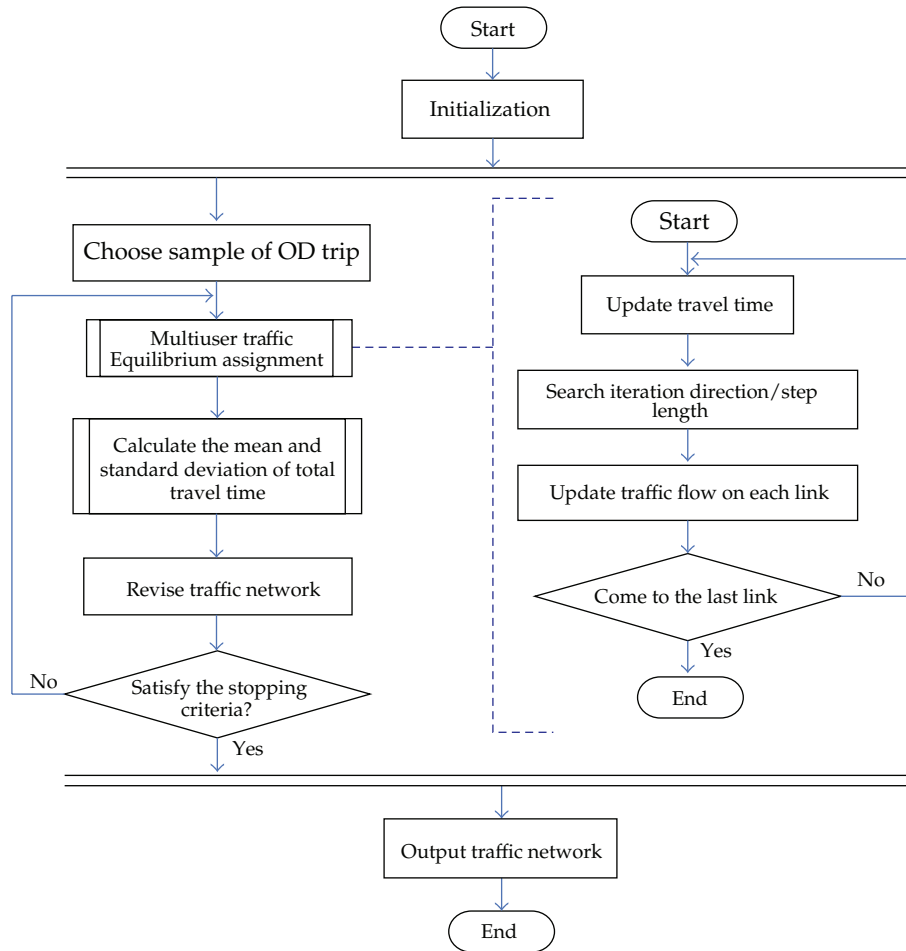 Start
Initialization
Choose sample of OD trip
Multiuser traffic
Equilibrium assignment
Calculate the mean and
standard deviation of total
travel time
Revise traffic network
No
Satisfy the stopping
criteria?
Yes
Start
Update travel time
Search iteration direction/step
length
Update traffic flow on each link
Come to the last link
No
Yes
End
Output traffic network
End